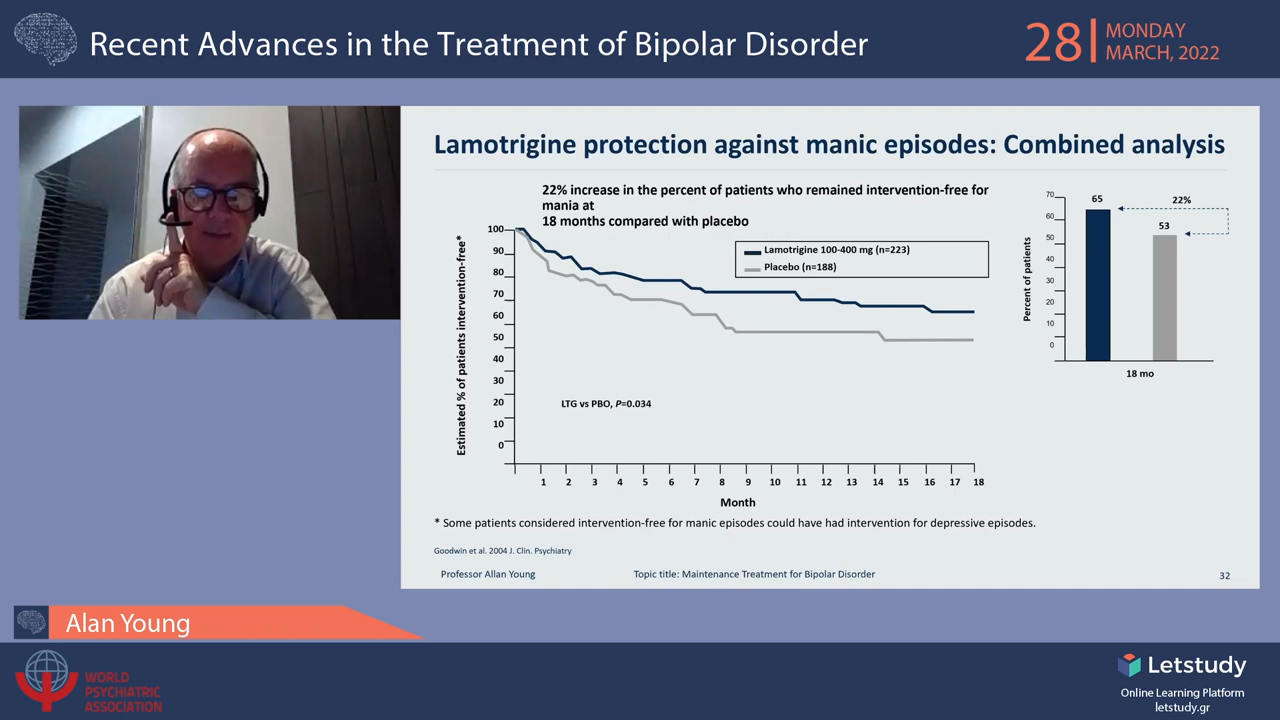 Recent Advances in the Treatment of Bipolar Disorder
28
MONDAY
MARCH, 2022
Lamotrigine protection against manic episodes: Combined analysis
22% increase in the percent of patients who remained intervention-free for
mania at
18 months compared with placebo
Estimated % of patients intervention-free*
100
90
80
70
60
50
40
30
20
10
0
Lamotrigine 100-400 mg (n=223)
Placebo (n=188)
LTG vs PBO, P=0.034
1 2 3 4 5 6 7 8 9 10 11 12 13 14 15 16 17 18
Month
Percent of patients
70
60
50
40
30
20
10
0
65
22%
53
18 mo
* Some patients considered intervention-free for manic episodes could have had intervention for depressive episodes.
Goodwin et al. 2004 J. Clin. Psychiatry
Professor Allan Young
Topic title: Maintenance Treatment for Bipolar Disorder
32
Alan Young
WORLD
PSYCHIATRIC
ASSOCIATION
Letstudy
Online Learning Platform
letstudy.gr